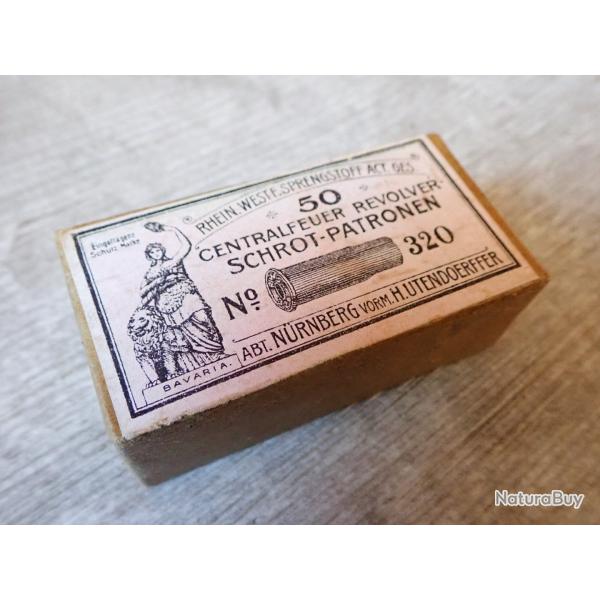 RHEIN. WESTF. SPRENGSTOFF ACT. GES.
Eingetragene
Schutz Marke
50
CENTRALFEUER REVOLVER-
SCHROT-PATRONEN
No. 320
BAVARIA.
ABT. NÜRNBERG VORM. H. UTENDOERFFER
NaturaBuy